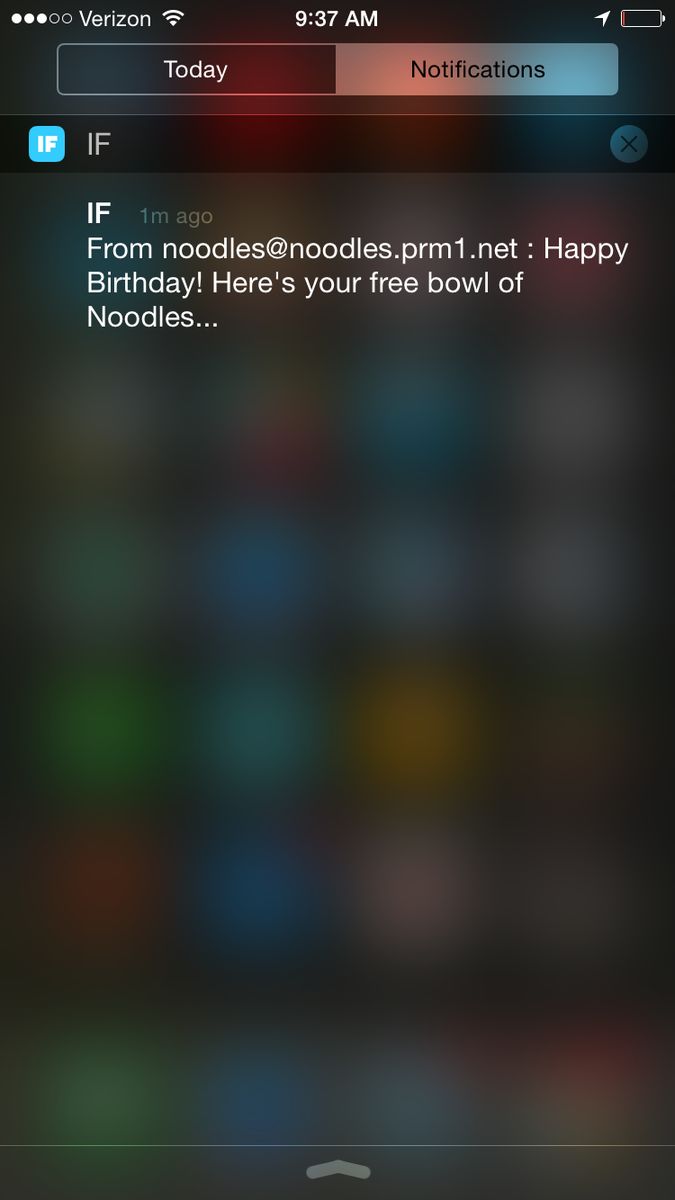 Verizon 9:37 AM
Today Notifications
IF IF
IF 1m ago
From noodles@noodles.prm1.net : Happy
Birthday! Here's your free bowl of
Noodles...